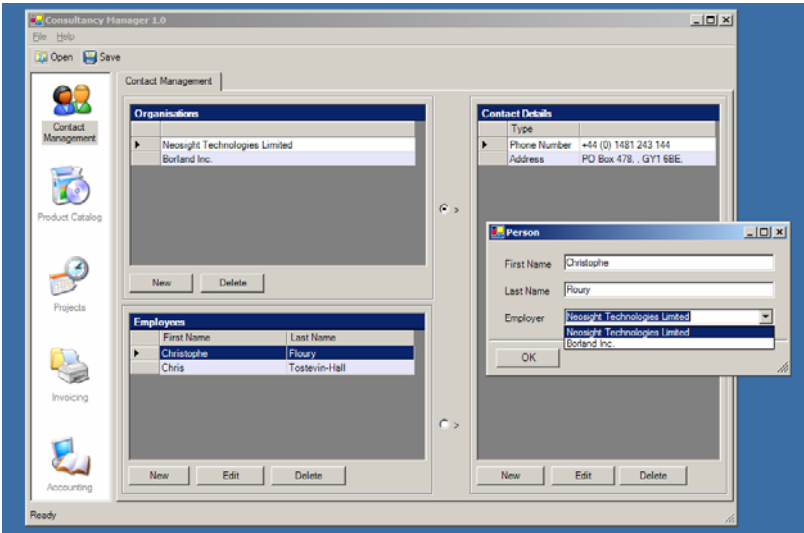 Consultancy Manager 1.0
File Help
Open Save
Contact Management
Product Catalog
Projects
Invoicing
Accounting
Contact Management
Organisations
Neosight Technologies Limited
Borland Inc.
New Delete
Employees
First Name Last Name
Christophe Floury
Chris Tostevin-Hall
New Edit Delete
>
>
Contact Details
Type
Phone Number +44 (0) 1481 243 144
Address PO Box 478, , GY1 6BE.
New Edit Delete
Person
First Name Christophe
Last Name Floury
Employer Neosight Technologies Limited
Neosight Technologies Limited
Borland Inc.
OK
Ready